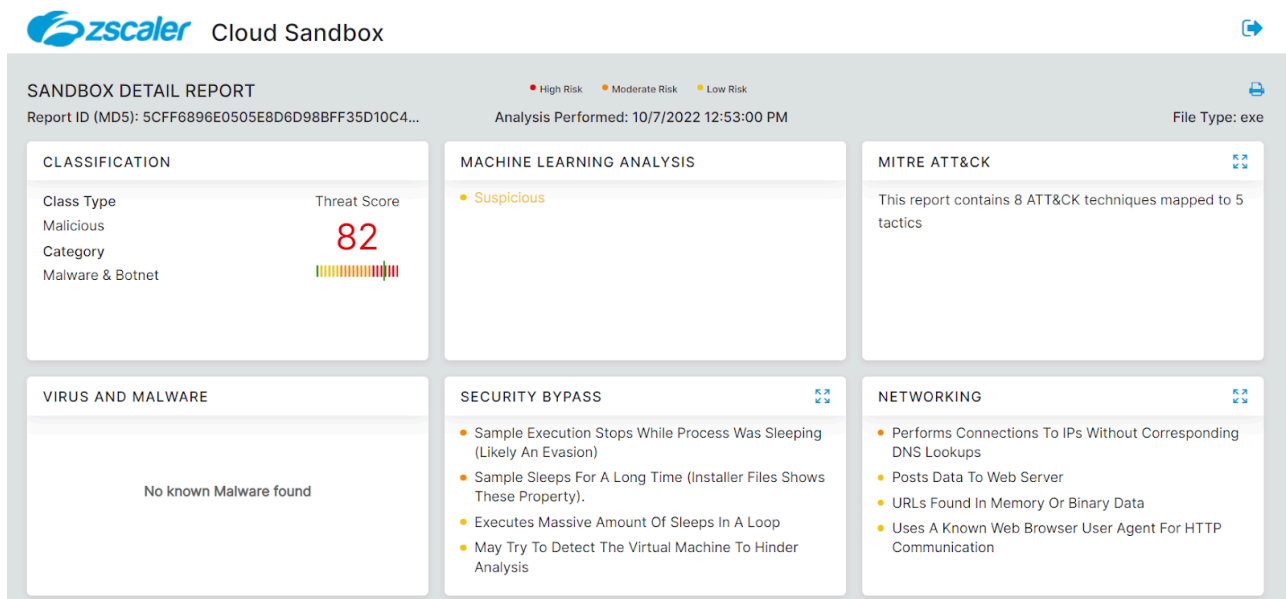 zscaler Cloud Sandbox
SANDBOX DETAIL REPORT
High Risk Moderate Risk Low Risk
Report ID (MD5): 5CFF6896E0505E8D6D98BFF35D10C4...
Analysis Performed: 10/7/2022 12:53:00 PM
File Type: exe
CLASSIFICATION
Class Type
Threat Score
Malicious
82
Category
Malware & Botnet
MACHINE LEARNING ANALYSIS
Suspicious
MITRE ATT&CK
This report contains 8 ATT&CK techniques mapped to 5
tactics
VIRUS AND MALWARE
No known Malware found
SECURITY BYPASS
Sample Execution Stops While Process Was Sleeping
(Likely An Evasion)
Sample Sleeps For A Long Time (Installer Files Shows
These Property).
Executes Massive Amount Of Sleeps In A Loop
May Try To Detect The Virtual Machine To Hinder
Analysis
NETWORKING
Performs Connections To IPs Without Corresponding
DNS Lookups
Posts Data To Web Server
URLs Found In Memory Or Binary Data
Uses A Known Web Browser User Agent For HTTP
Communication